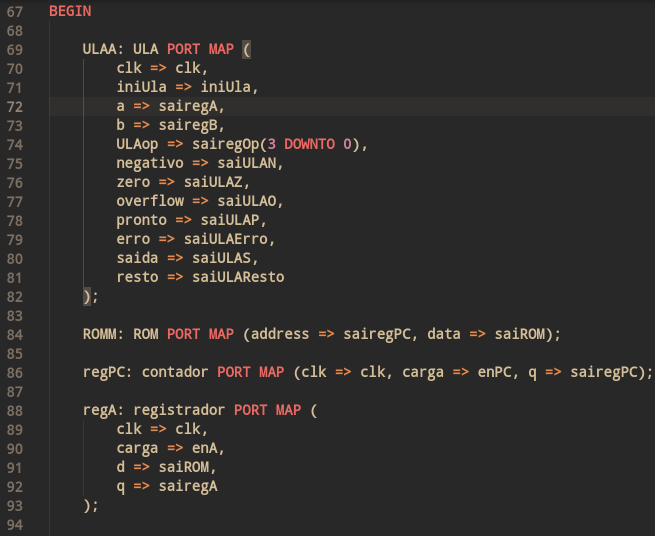 67 BEGIN
68
69     ULAA: ULA PORT MAP (
70         clk => clk,
71         iniUla => iniUla,
72         a => sairegA,
73         b => sairegB,
74         ULAop => sairegOp(3 DOWNTO 0),
75         negativo => saiULAN,
76         zero => saiULAZ,
77         overflow => saiULAO,
78         pronto => saiULAP,
79         erro => saiULAErro,
80         saida => saiULAS,
81         resto => saiULAResto
82     );
83
84     ROMM: ROM PORT MAP (address => sairegPC, data => saiROM);
85
86     regPC: contador PORT MAP (clk => clk, carga => enPC, q => sairegPC);
87
88     regA: registrador PORT MAP (
89         clk => clk,
90         carga => enA,
91         d => saiROM,
92         q => sairegA
93     );
94